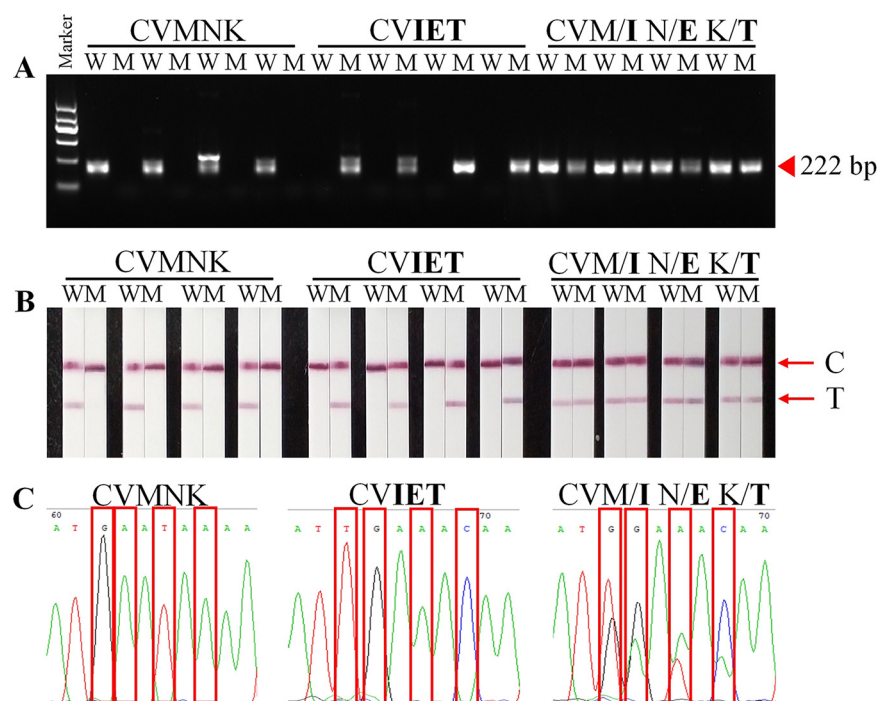 Marker
CVMNK CVIET CVM/I N/E K/T
A W M W M W M W M W M W M W M W M W M W M W M W M
222 bp
CVMNK CVIET CVM/I N/E K/T
B WM WM WM WM WM WM WM WM WM WM WM WM
C
T
C CVMNK CVIET CVM/I N/E K/T
60 70 70
A T G A A T A A A A A T T G A A A C A A A T G G A A A C A A